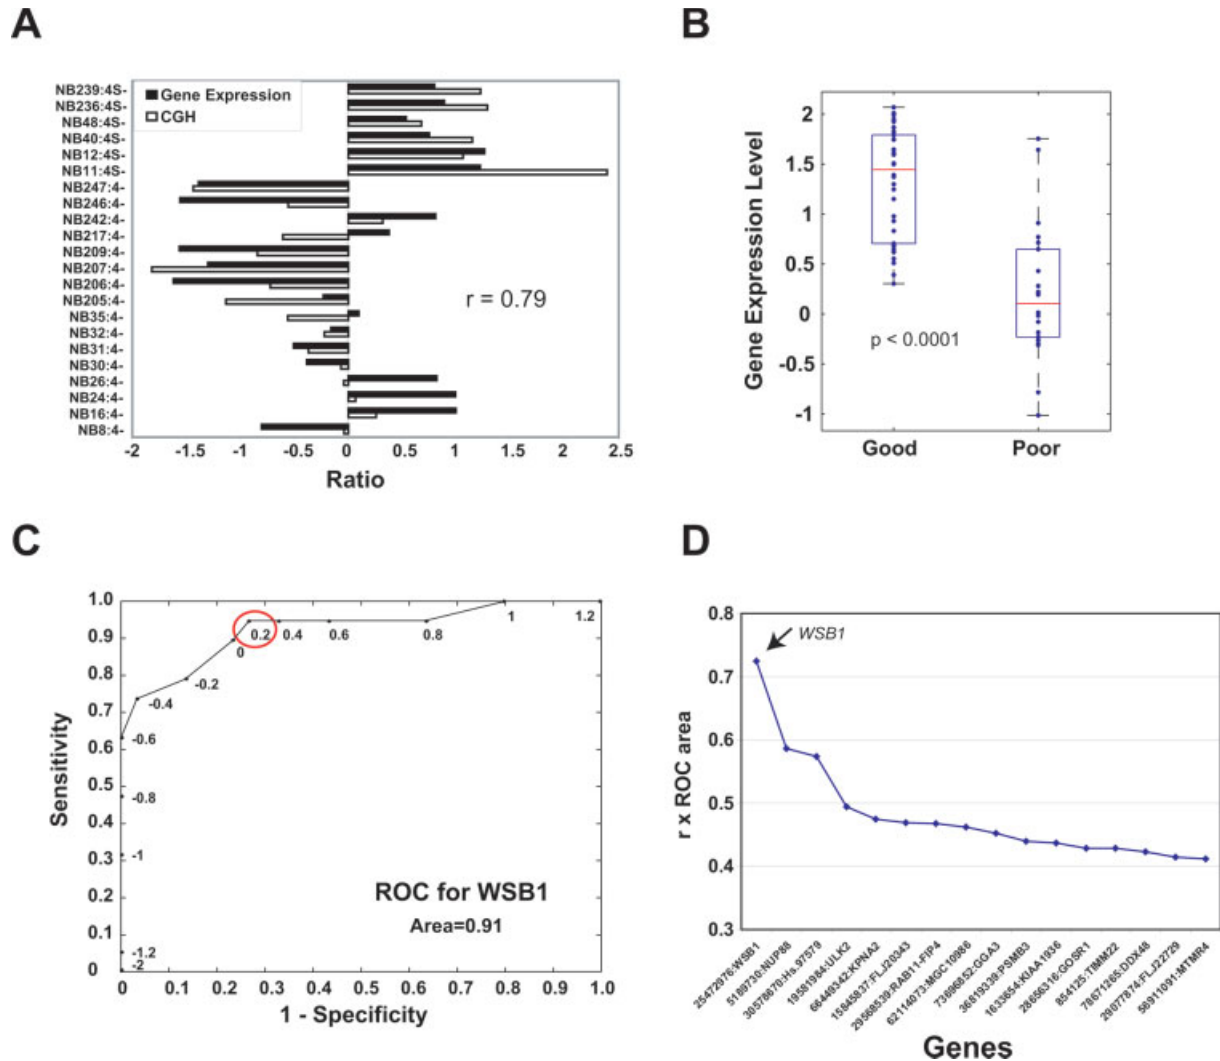 A
Gene Expression
CGH
NB239:4S-
NB236:4S-
NB48:4S-
NB40:4S-
NB12:4S-
NB11:4S-
NB247:4-
NB246:4-
NB242:4-
NB217:4-
NB209:4-
NB207:4-
NB206:4-
NB205:4-
NB35:4-
NB32:4-
NB31:4-
NB30:4-
NB26:4-
NB24:4-
NB16:4-
NB8:4-
r = 0.79
-2 -1.5 -1 -0.5 0 0.5 1 1.5 2 2.5
Ratio
B
Gene Expression Level
2
1.5
1
0.5
0
-0.5
-1
p < 0.0001
Good Poor
C
Sensitivity
1.0
0.9
0.8
0.7
0.6
0.5
0.4
0.3
0.2
0.1
0
1.2
1
0.8
0.6
0.4
0.2
0
-0.2
-0.4
-0.6
-0.8
-1
-1.2
-2
ROC for WSB1
Area=0.91
0 0.1 0.2 0.3 0.4 0.5 0.6 0.7 0.8 0.9 1.0
1 - Specificity
D
r x ROC area
0.8
0.7
0.6
0.5
0.4
0.3
WSB1
25472976:WSB1
5189730:NUP88
30576670:Hs.97579
19581964:ULK2
66449342:KPNA2
15845837:FLJ20343
29568539:RAB11-FIP4
62114073:MGC10986
73696852:GGA3
36819398:PSMB3
1633654:KIAA1936
28656316:GOSR1
854125:TIMM22
78671265:DDX48
29077874:FLJ22729
56911091:MTMR4
Genes